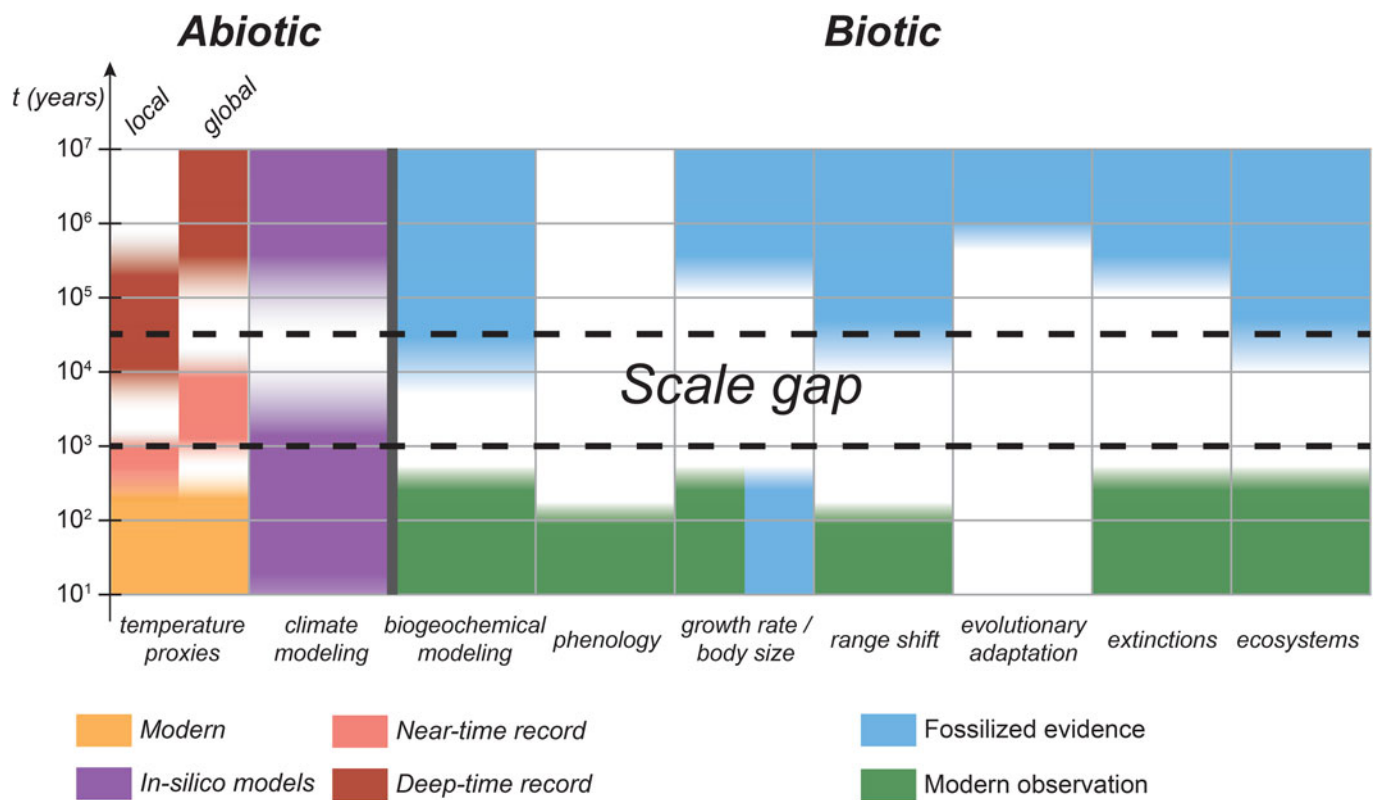 Abiotic
Biotic
t (years)
local
global
10⁷
10⁶
10⁵
10⁴
10³
10²
10¹
Scale gap
temperature
proxies
climate
modeling
biogeochemical
modeling
phenology
growth rate /
body size
range shift
evolutionary
adaptation
extinctions
ecosystems
Modern
Near-time record
Fossilized evidence
In-silico models
Deep-time record
Modern observation